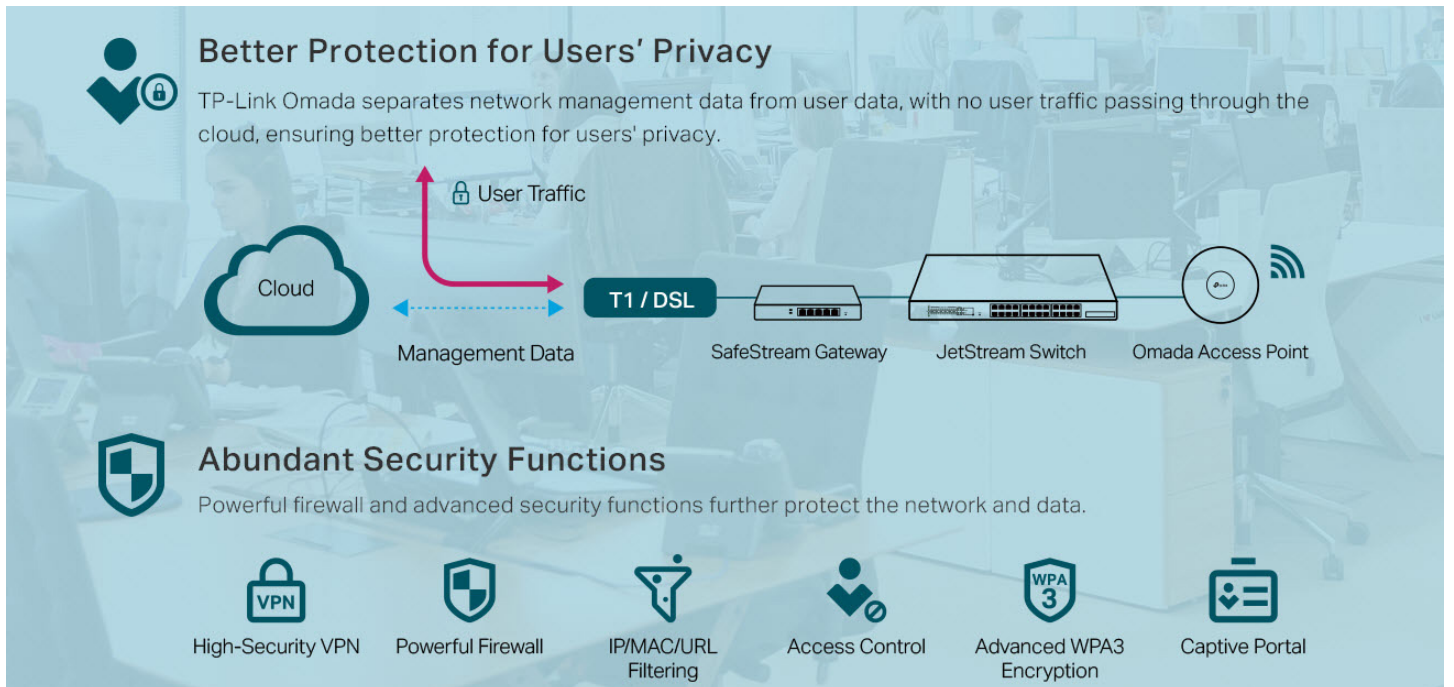 Better Protection for Users' Privacy
TP-Link Omada separates network management data from user data, with no user traffic passing through the
cloud, ensuring better protection for users' privacy.
User Traffic
Cloud
T1 / DSL
Management Data
SafeStream Gateway
JetStream Switch
Omada Access Point
Abundant Security Functions
Powerful firewall and advanced security functions further protect the network and data.
VPN
WPA
3
High-Security VPN
Powerful Firewall
IP/MAC/URL
Filtering
Access Control
Advanced WPA3
Encryption
Captive Portal